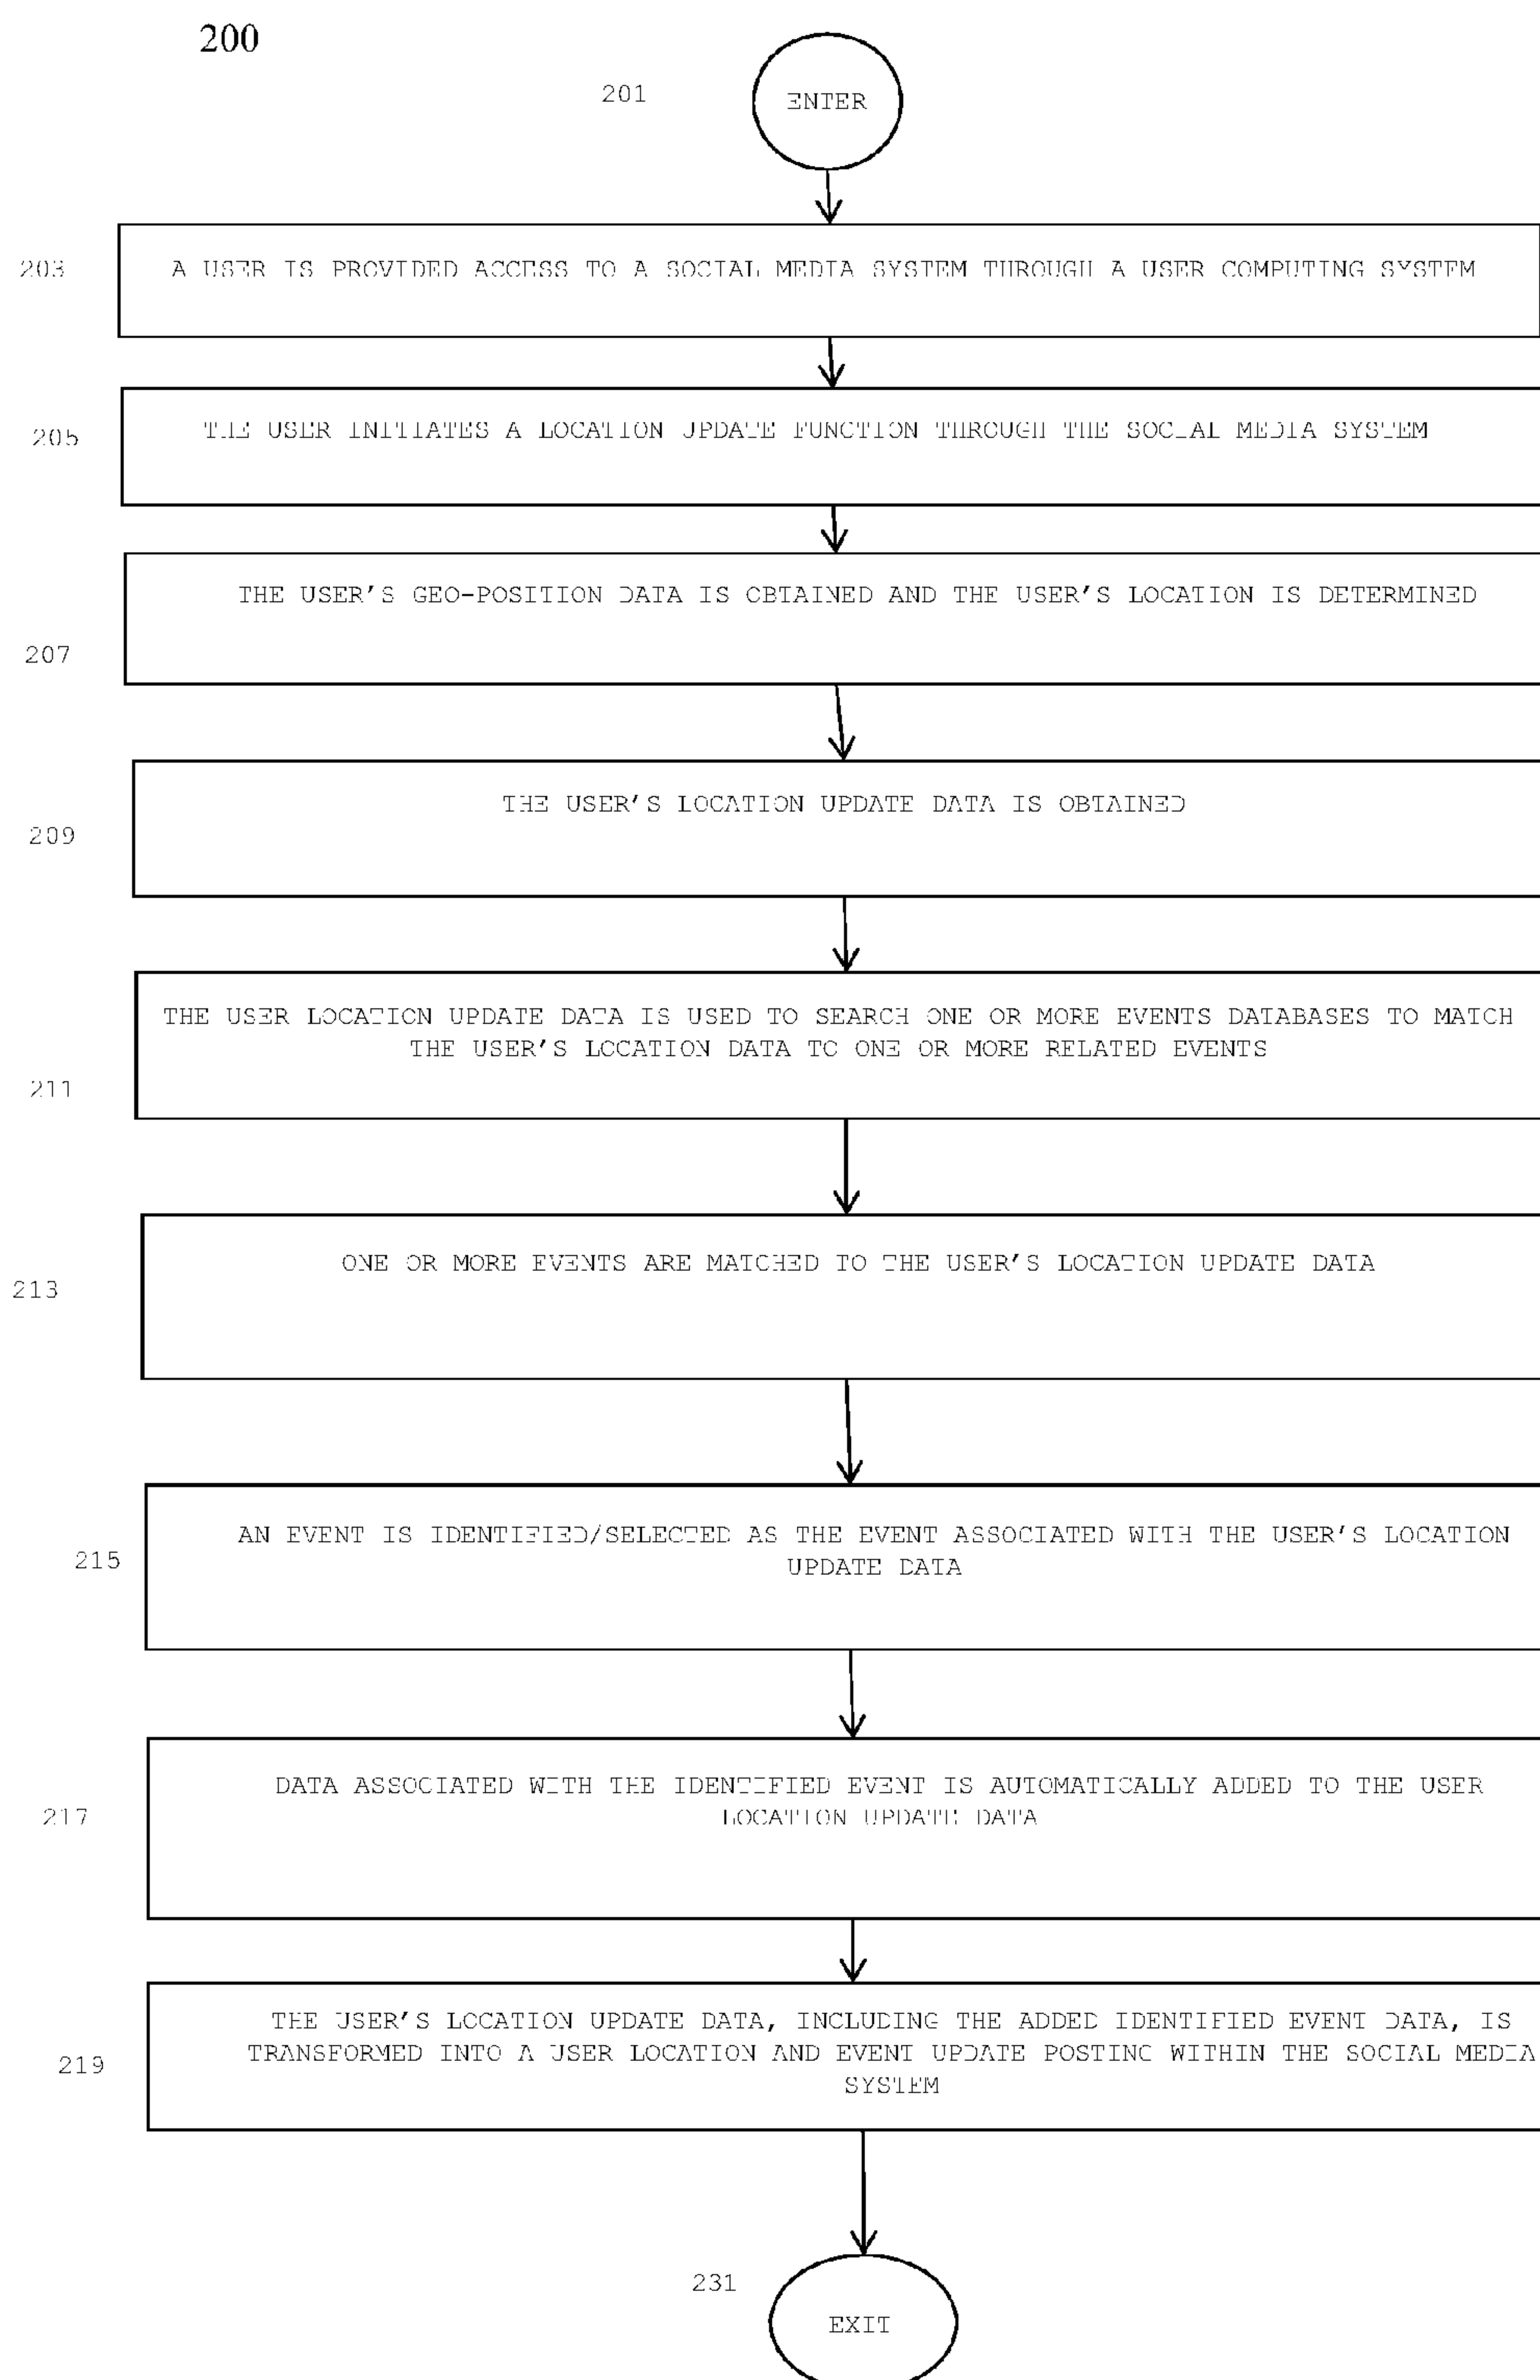 200
201
ENTER
203
A USER IS PROVIDED ACCESS TO A SOCIAL MEDIA SYSTEM THROUGH A USER COMPUTING SYSTEM
205
THE USER INITIATES A LOCATION UPDATE FUNCTION THROUGH THE SOCIAL MEDIA SYSTEM
THE USER'S GEO-POSITION DATA IS OBTAINED AND THE USER'S LOCATION IS DETERMINED
207
THE USER'S LOCATION UPDATE DATA IS OBTAINED
209
THE USER LOCATION UPDATE DATA IS USED TO SEARCH ONE OR MORE EVENTS DATABASES TO MATCH
THE USER'S LOCATION DATA TO ONE OR MORE RELATED EVENTS
211
ONE OR MORE EVENTS ARE MATCHED TO THE USER'S LOCATION UPDATE DATA
213
AN EVENT IS IDENTIFIED/SELECTED AS THE EVENT ASSOCIATED WITH THE USER'S LOCATION
UPDATE DATA
215
DATA ASSOCIATED WITH THE IDENTIFIED EVENT IS AUTOMATICALLY ADDED TO THE USER
LOCATION UPDATE DATA
217
THE USER'S LOCATION UPDATE DATA, INCLUDING THE ADDED IDENTIFIED EVENT DATA, IS
TRANSFORMED INTO A USER LOCATION AND EVENT UPDATE POSTING WITHIN THE SOCIAL MEDIA
SYSTEM
219
231
EXIT